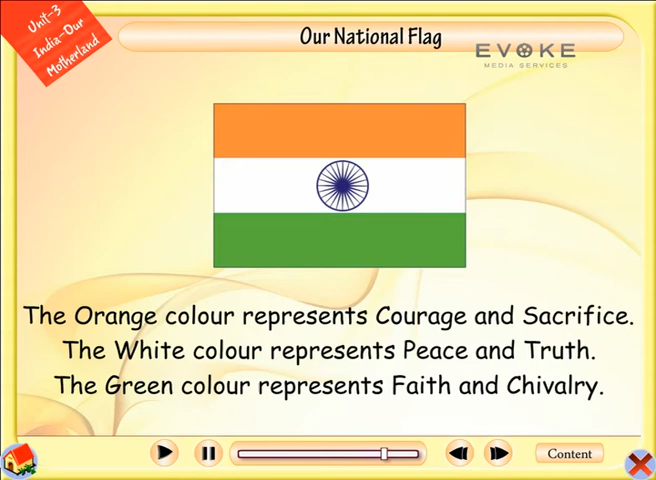 Unit-3
India-Our
Motherland
Our National Flag
EVOKE
MEDIA SERVICES
The Orange colour represents Courage and Sacrifice.
The White colour represents Peace and Truth.
The Green colour represents Faith and Chivalry.
Content